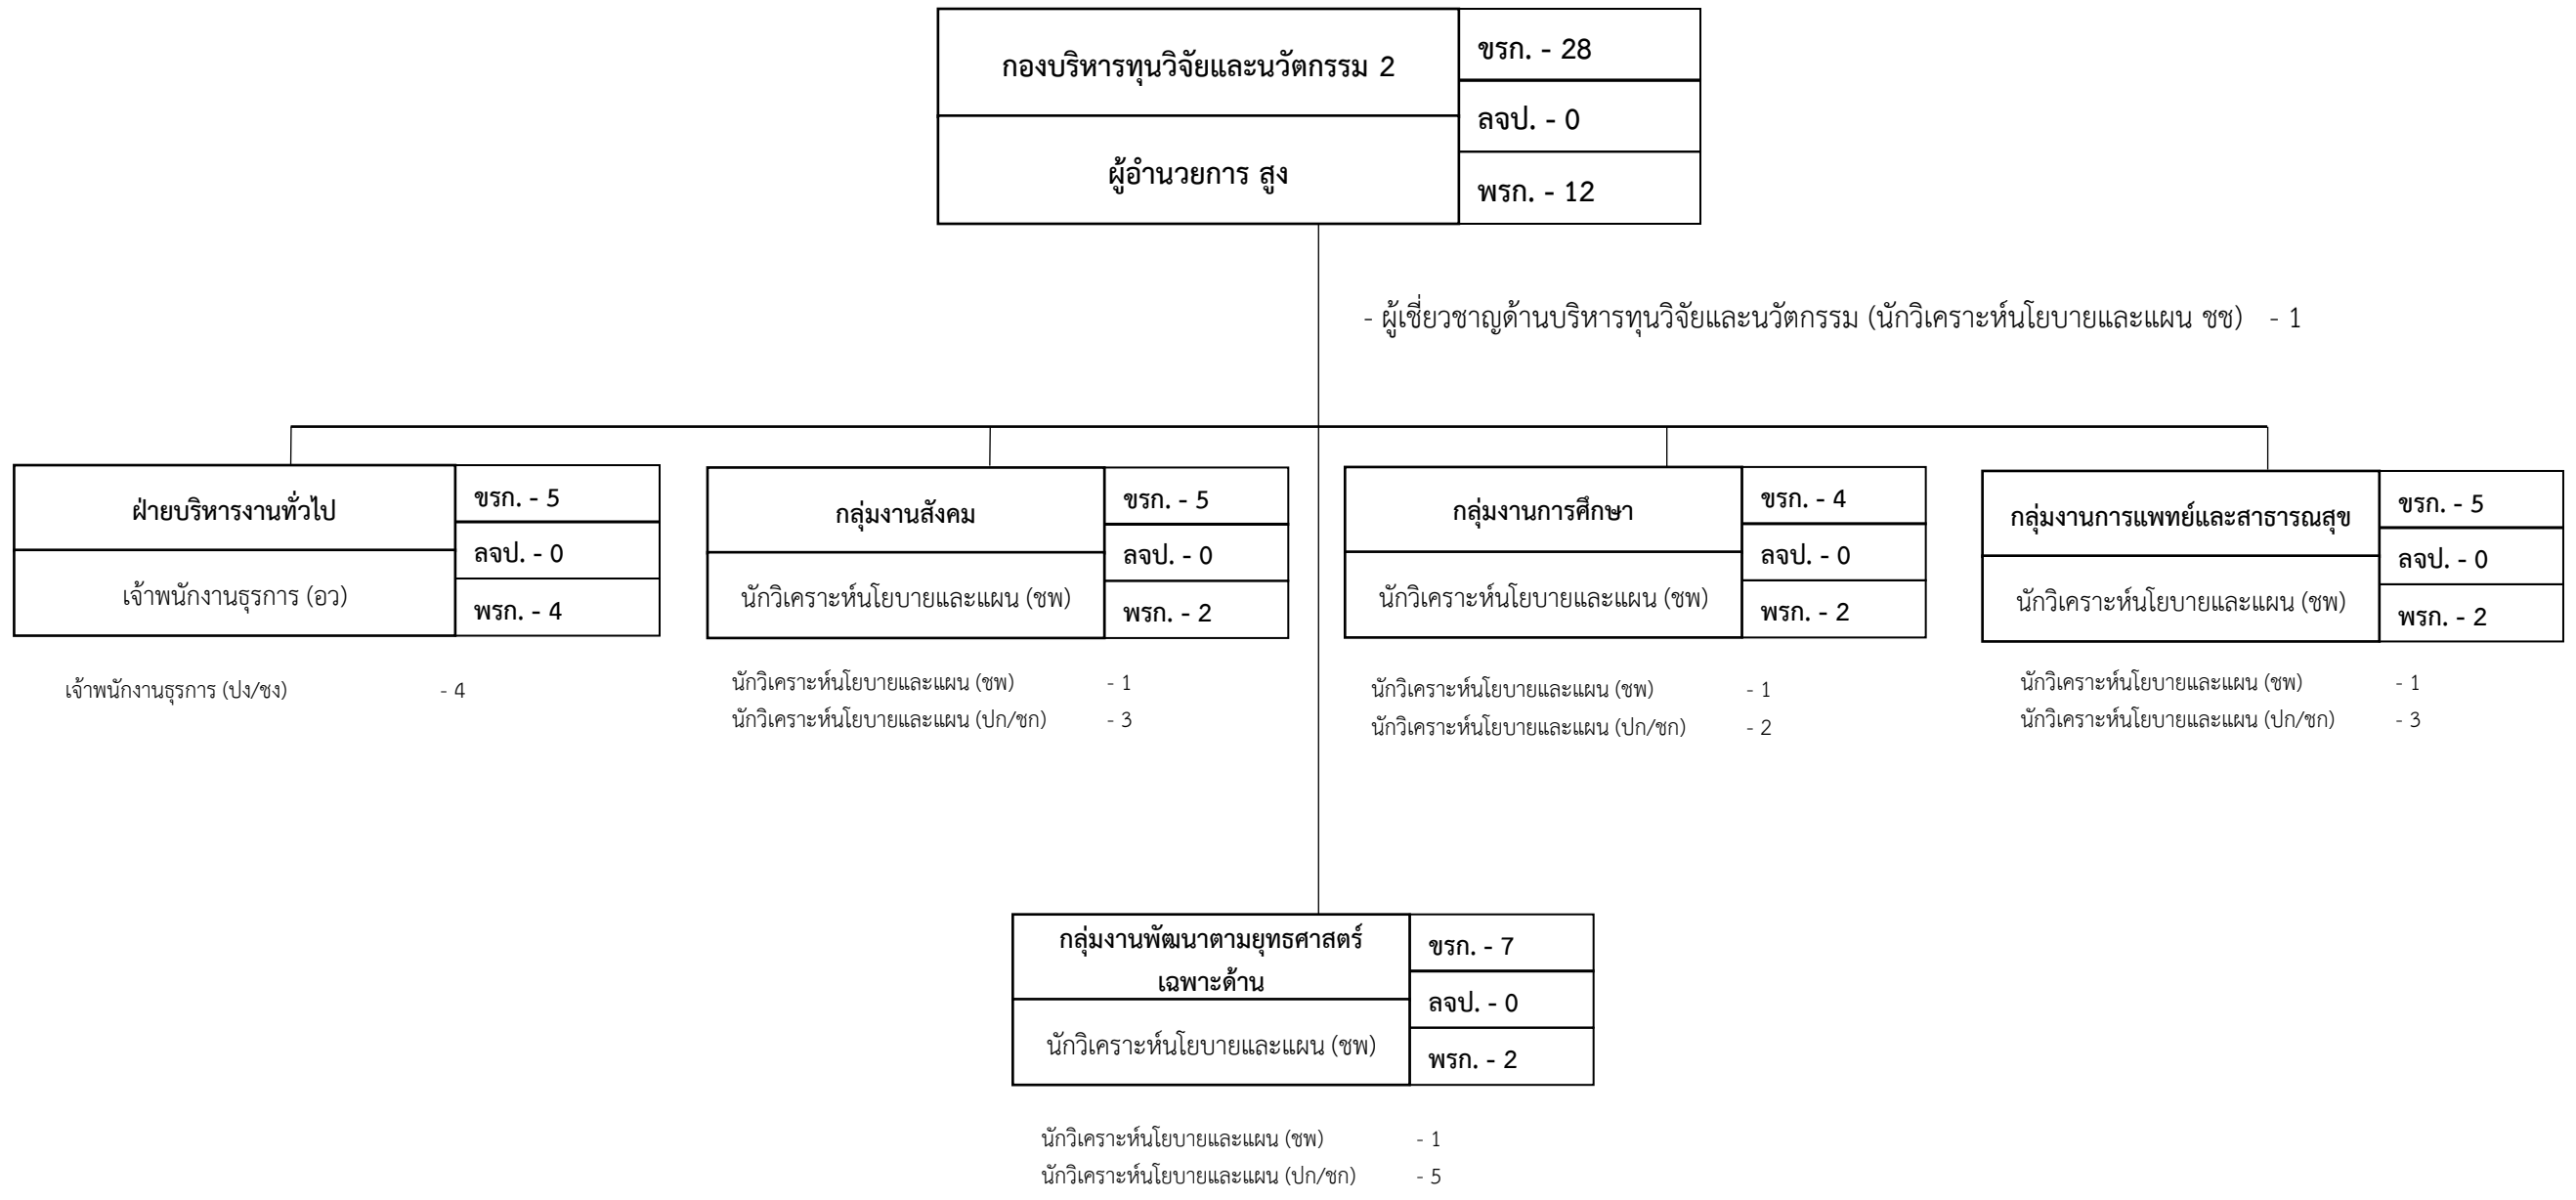 กองบริหารทุนวิจัยและนวัตกรรม 2
ผู้อำนวยการ สูง
ขรก. - 28
ลจป. - 0
พรก. - 12
- ผู้เชี่ยวชาญด้านบริหารทุนวิจัยและนวัตกรรม (นักวิเคราะห์นโยบายและแผน ชช) - 1
ฝ่ายบริหารงานทั่วไป
เจ้าพนักงานธุรการ (อว)
ขรก. - 5
ลจป. - 0
พรก. - 4
เจ้าพนักงานธุรการ (ปง/ชง) - 4
กลุ่มงานสังคม
นักวิเคราะห์นโยบายและแผน (ชพ)
ขรก. - 5
ลจป. - 0
พรก. - 2
นักวิเคราะห์นโยบายและแผน (ชพ) - 1
นักวิเคราะห์นโยบายและแผน (ปก/ชก) - 3
กลุ่มงานการศึกษา
นักวิเคราะห์นโยบายและแผน (ชพ)
ขรก. - 4
ลจป. - 0
พรก. - 2
นักวิเคราะห์นโยบายและแผน (ชพ) - 1
นักวิเคราะห์นโยบายและแผน (ปก/ชก) - 2
กลุ่มงานการแพทย์และสาธารณสุข
นักวิเคราะห์นโยบายและแผน (ชพ)
ขรก. - 5
ลจป. - 0
พรก. - 2
นักวิเคราะห์นโยบายและแผน (ชพ) - 1
นักวิเคราะห์นโยบายและแผน (ปก/ชก) - 3
กลุ่มงานพัฒนาตามยุทธศาสตร์
เฉพาะด้าน
นักวิเคราะห์นโยบายและแผน (ชพ)
ขรก. - 7
ลจป. - 0
พรก. - 2
นักวิเคราะห์นโยบายและแผน (ชพ) - 1
นักวิเคราะห์นโยบายและแผน (ปก/ชก) - 5